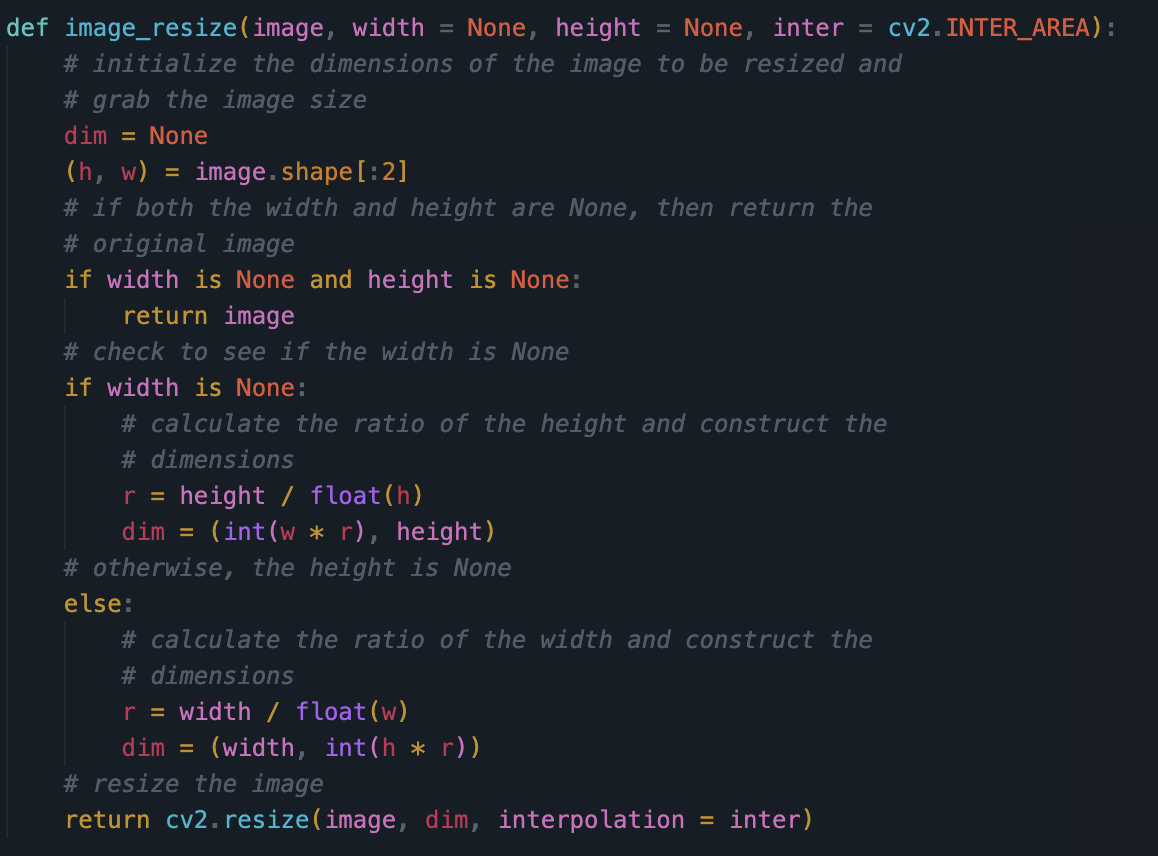 def image_resize(image, width = None, height = None, inter = cv2.INTER_AREA):
    # initialize the dimensions of the image to be resized and
    # grab the image size
    dim = None
    (h, w) = image.shape[:2]
    # if both the width and height are None, then return the
    # original image
    if width is None and height is None:
        return image
    # check to see if the width is None
    if width is None:
        # calculate the ratio of the height and construct the
        # dimensions
        r = height / float(h)
        dim = (int(w * r), height)
    # otherwise, the height is None
    else:
        # calculate the ratio of the width and construct the
        # dimensions
        r = width / float(w)
        dim = (width, int(h * r))
    # resize the image
    return cv2.resize(image, dim, interpolation = inter)